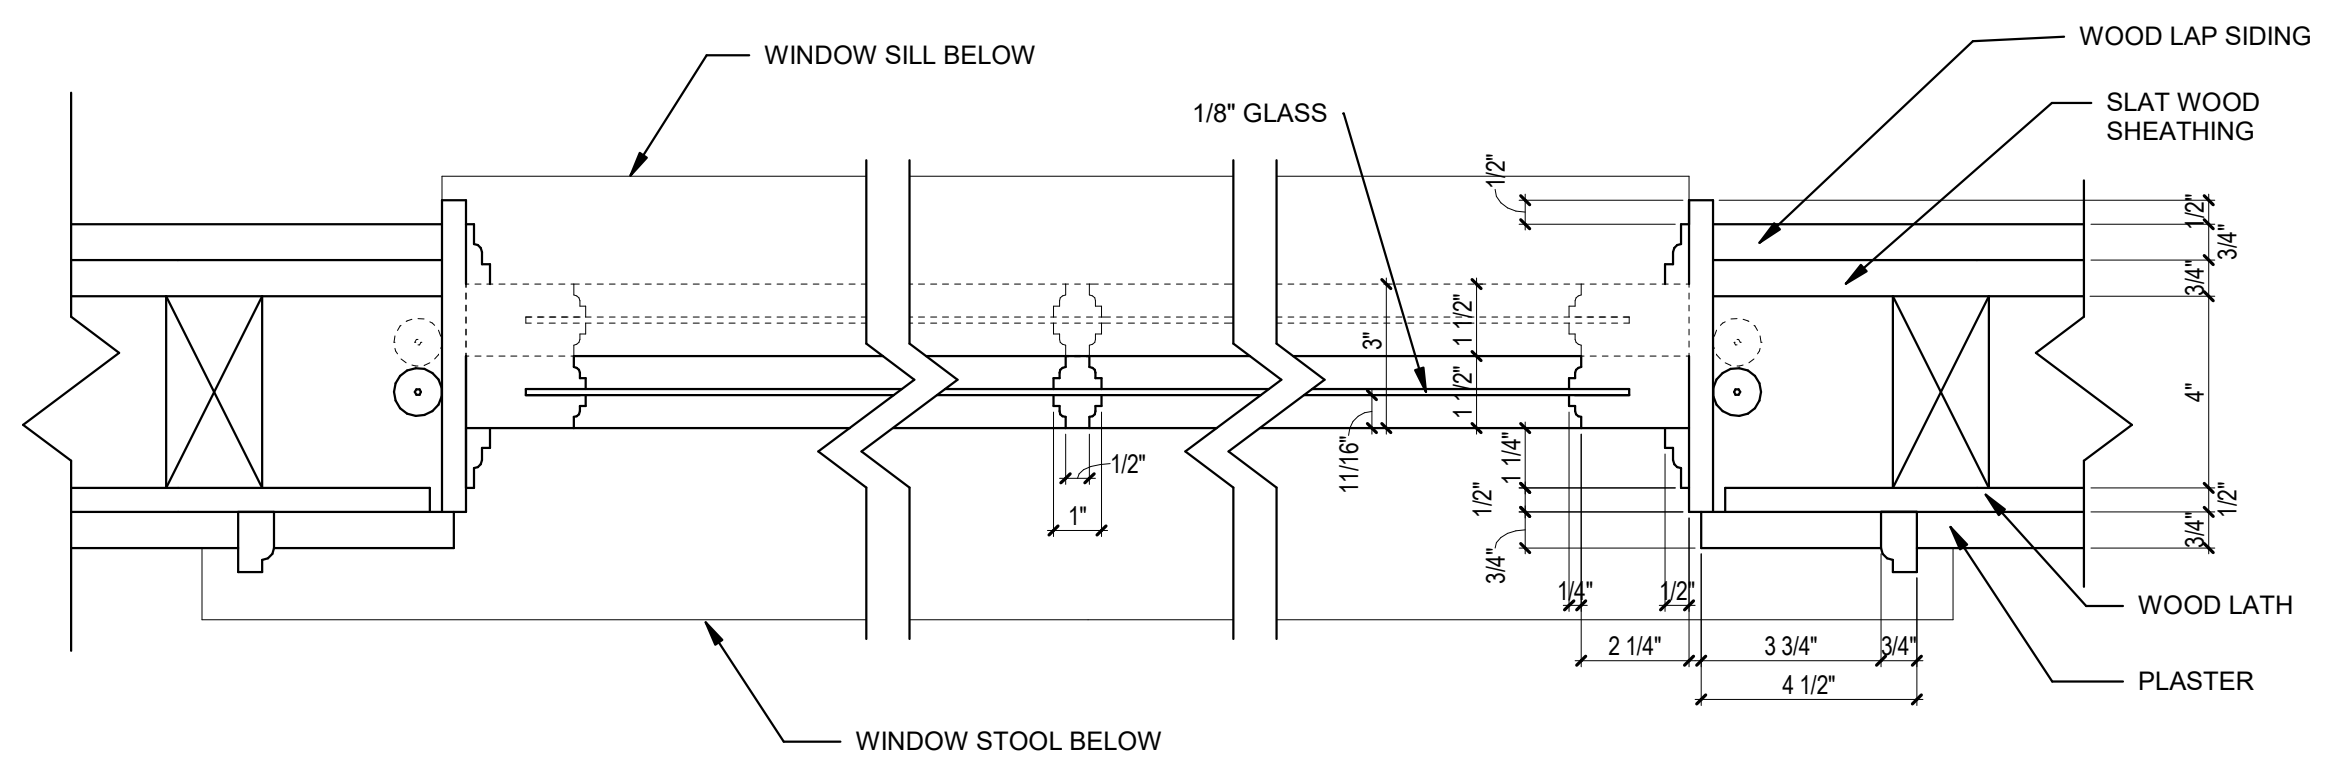 WOOD LAP SIDING
WINDOW SILL BELOW
SLAT WOOD
SHEATHING
1/8" GLASS
1/2"
1/2"
3/4"
3/4"
1 1/2"
3"
1 1/2"
4"
11/16"
1 1/4"
1/2"
1/2"
1"
1/2"
3/4"
3/4"
1/4"
1/2"
WOOD LATH
2 1/4"
3 3/4"
3/4"
4 1/2"
PLASTER
WINDOW STOOL BELOW